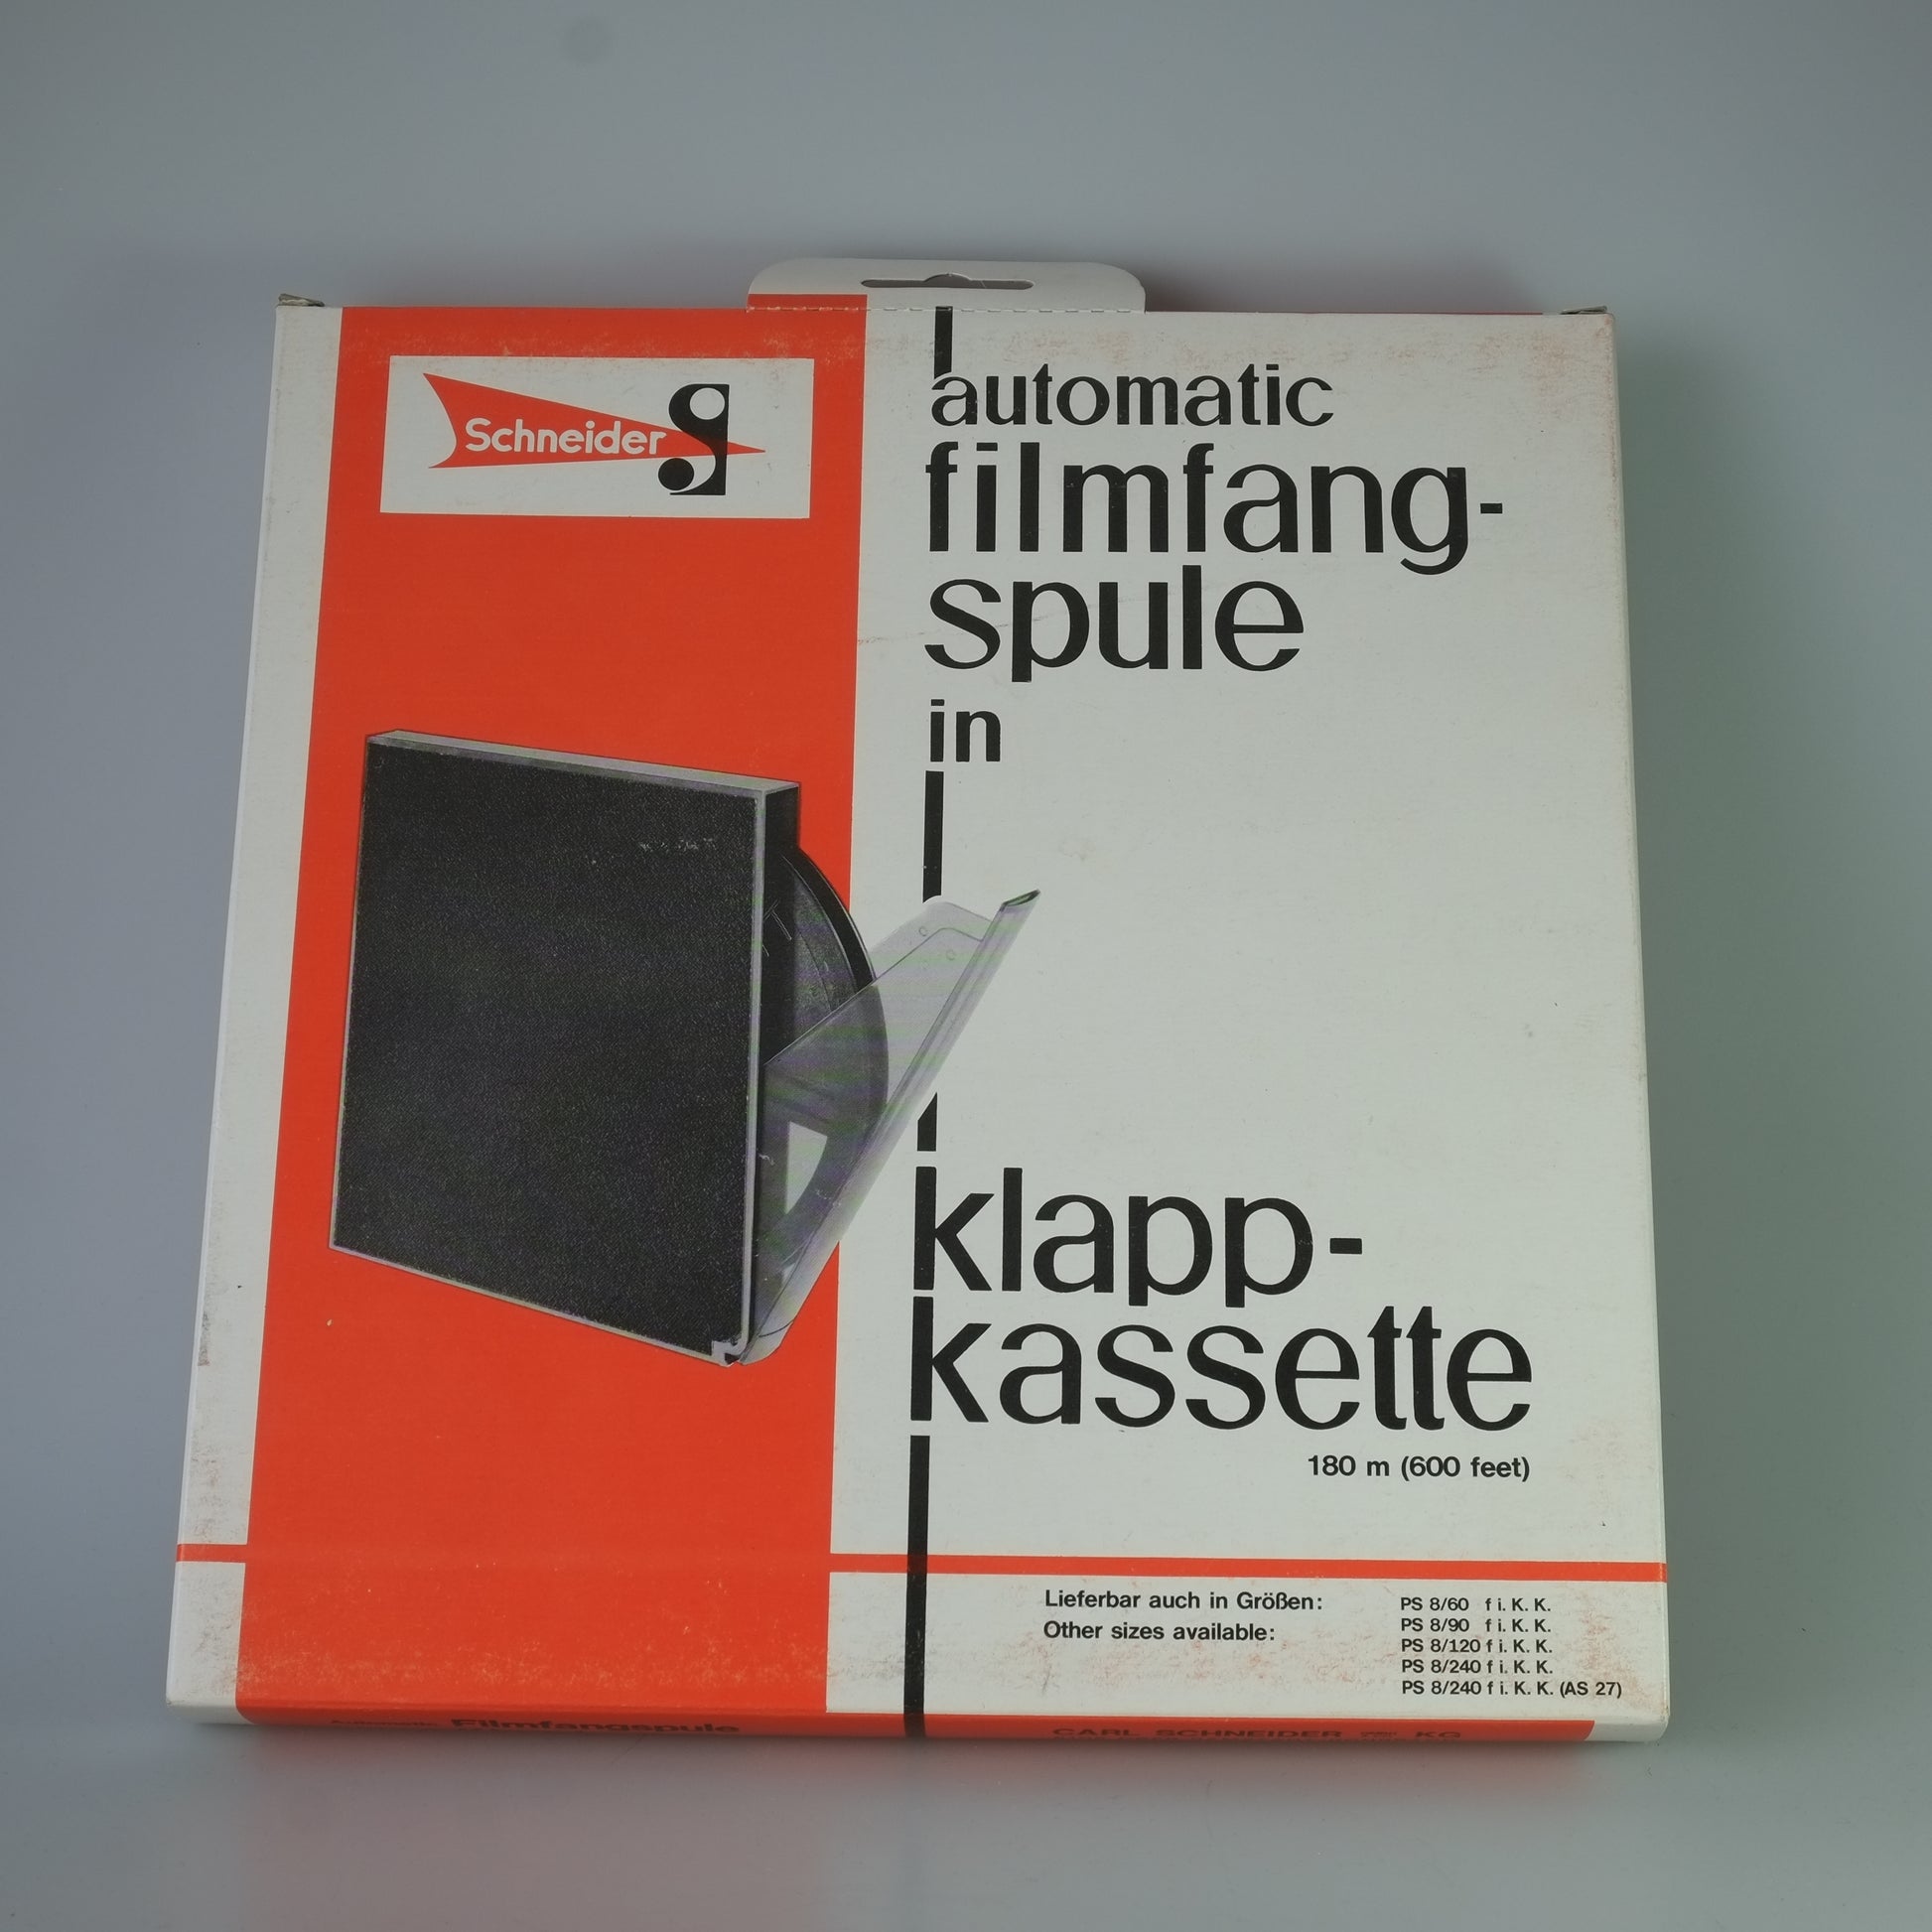 Schneider
automatic
filmfang-
spule
in
klapp-
kassette
180 m (600 feet)
Lieferbar auch in Größen:
Other sizes available:
PS 8/60 f i. K. K.
PS 8/90 f i. K. K.
PS 8/120 f i. K. K.
PS 8/240 f i. K. K.
PS 8/240 f i. K. K. (AS 27)
Filmfangspule
CARL SCHNEIDER KG